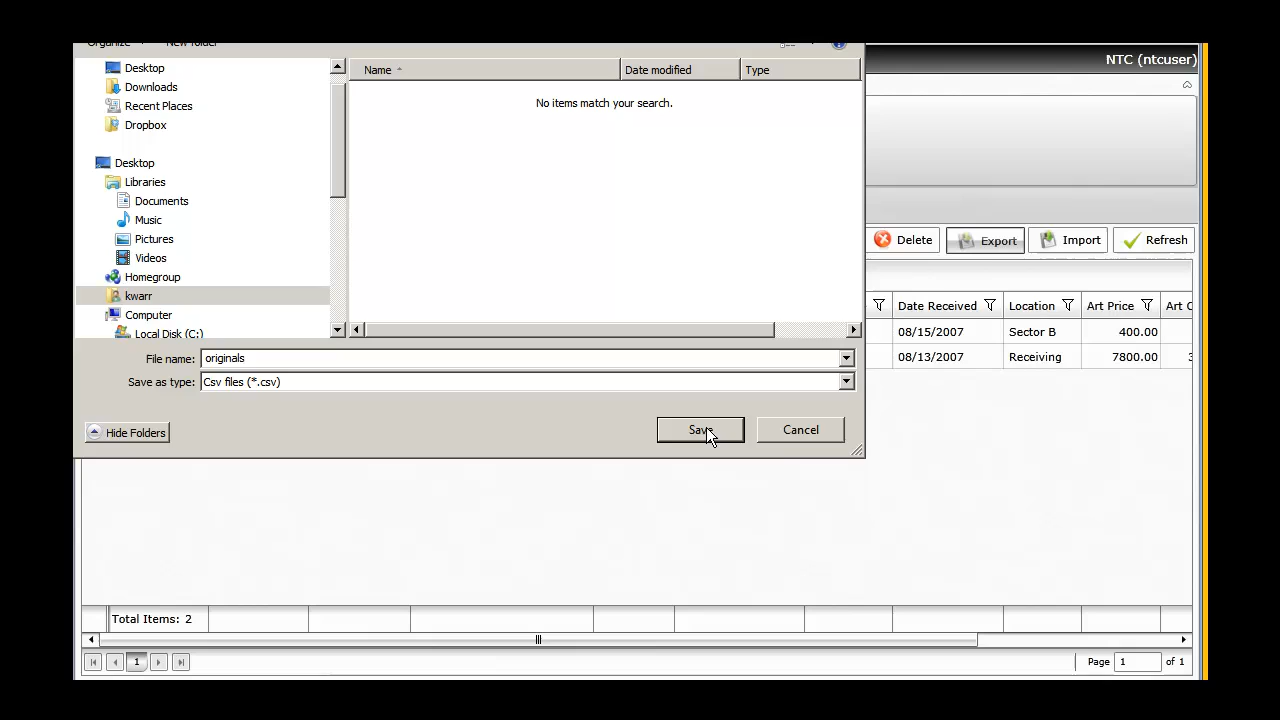 Organize
New folder
NTC (ntcuser)
Name
Date modified
Type
No items match your search.
Desktop
Downloads
Recent Places
Dropbox
Desktop
Libraries
Documents
Music
Pictures
Videos
Homegroup
kwarr
Computer
Local Disk (C:)
File name: originals
Save as type: Csv files (*.csv)
Hide Folders
Save
Cancel
Delete
Export
Import
Refresh
Date Received Location Art Price Art C
08/15/2007 Sector B 400.00
08/13/2007 Receiving 7800.00 3
Total Items: 2
1
Page 1 of 1